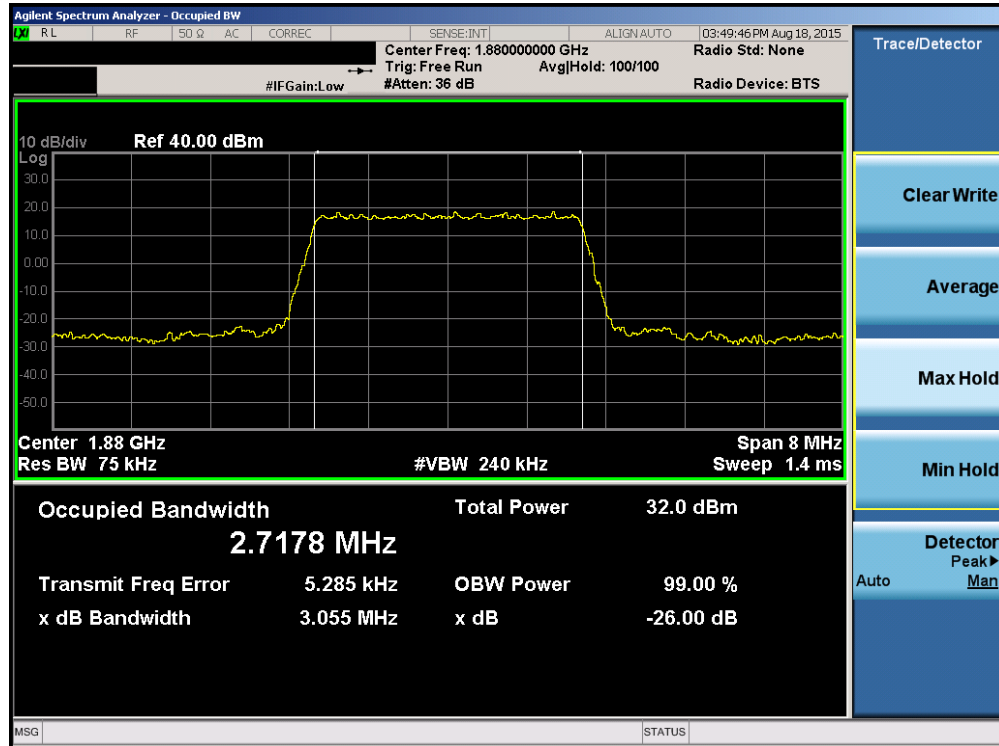 Agilent Spectrum Analyzer - Occupied BW
LXI RL RF 50 Ω AC CORREC SENSE:INT ALIGN AUTO 03:49:46 PM Aug 18, 2015
Center Freq: 1.880000000 GHz Radio Std: None
Trig: Free Run Avg|Hold: 100/100
#IFGain:Low #Atten: 36 dB Radio Device: BTS
10 dB/div Ref 40.00 dBm
Log
30.0
20.0
10.0
0.00
-10.0
-20.0
-30.0
-40.0
-50.0
Center 1.88 GHz Span 8 MHz
Res BW 75 kHz #VBW 240 kHz Sweep 1.4 ms
Occupied Bandwidth Total Power 32.0 dBm
2.7178 MHz
Transmit Freq Error 5.285 kHz OBW Power 99.00 %
x dB Bandwidth 3.055 MHz x dB -26.00 dB
MSG STATUS
Trace/Detector
Clear Write
Average
Max Hold
Min Hold
Detector
Peak▶
Auto Man